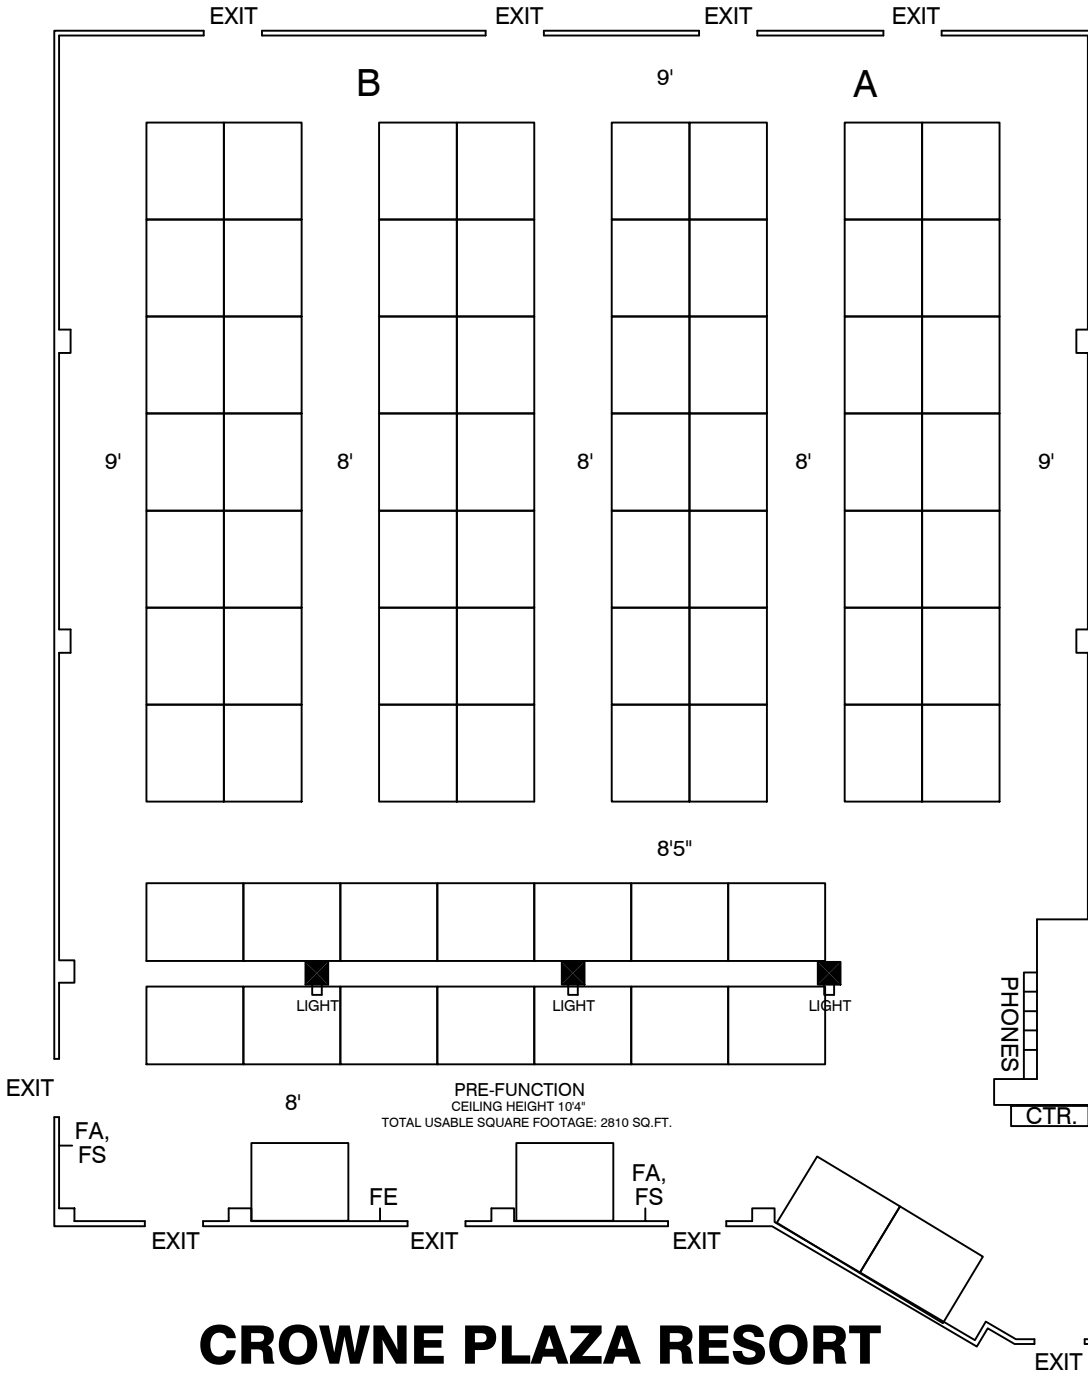 EXIT
EXIT
EXIT
EXIT
B
9'
A
9'
8'
8'
8'
9'
8'5"
LIGHT
LIGHT
LIGHT
PHONES
EXIT
8'
PRE-FUNCTION
CEILING HEIGHT 10'4"
TOTAL USABLE SQUARE FOOTAGE: 2810 SQ.FT.
CTR.
FA,
FS
FE
FA,
FS
EXIT
EXIT
EXIT
CROWNE PLAZA RESORT
EXIT